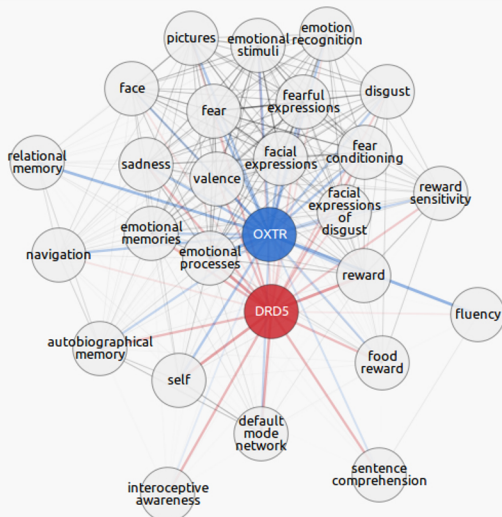 pictures
emotional
stimuli
emotion
recognition
face
fear
fearful
expressions
disgust
relational
memory
sadness
valence
facial
expressions
fear
conditioning
reward
sensitivity
facial
expressions
of
disgust
emotional
memories
OXTR
navigation
emotional
processes
reward
DRD5
fluency
autobiographical
memory
self
food
reward
default
mode
network
sentence
comprehension
interoceptive
awareness